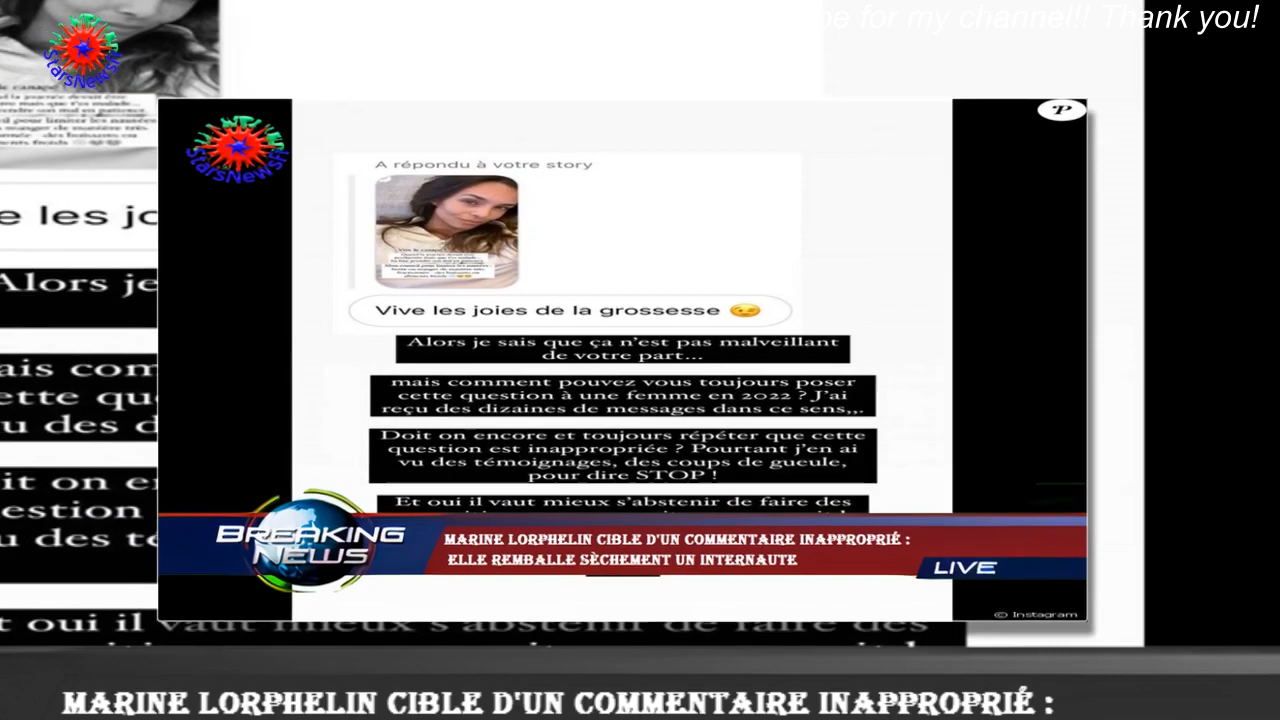 be for my channel!! Thank you!
StarsNewsFr
StarsNewsFr
P
A répondu à votre story
Vive les joies de la grossesse 😉
Alors je sais que ça n'est pas malveillant
de votre part...
mais comment pouvez vous toujours poser
cette question à une femme en 2022 ? J'ai
reçu des dizaines de messages dans ce sens,,.
Doit on encore et toujours répéter que cette
question est inappropriée ? Pourtant j'en ai
vu des témoignages, des coups de gueule,
pour dire STOP !
Et oui il vaut mieux s'abstenir de faire des
e les jo
Alors je
ais com
ette qu
u des d
it on e
estion
u des te
t oui il vaut mieux s'abstenir de faire des
BREAKING
NEWS
MARINE LORPHELIN CIBLE D'UN COMMENTAIRE INAPPROPRIÉ :
ELLE REMBALLE SÈCHEMENT UN INTERNAUTE
LIVE
© Instagram
MARINE LORPHELIN CIBLE D'UN COMMENTAIRE INAPPROPRIÉ :